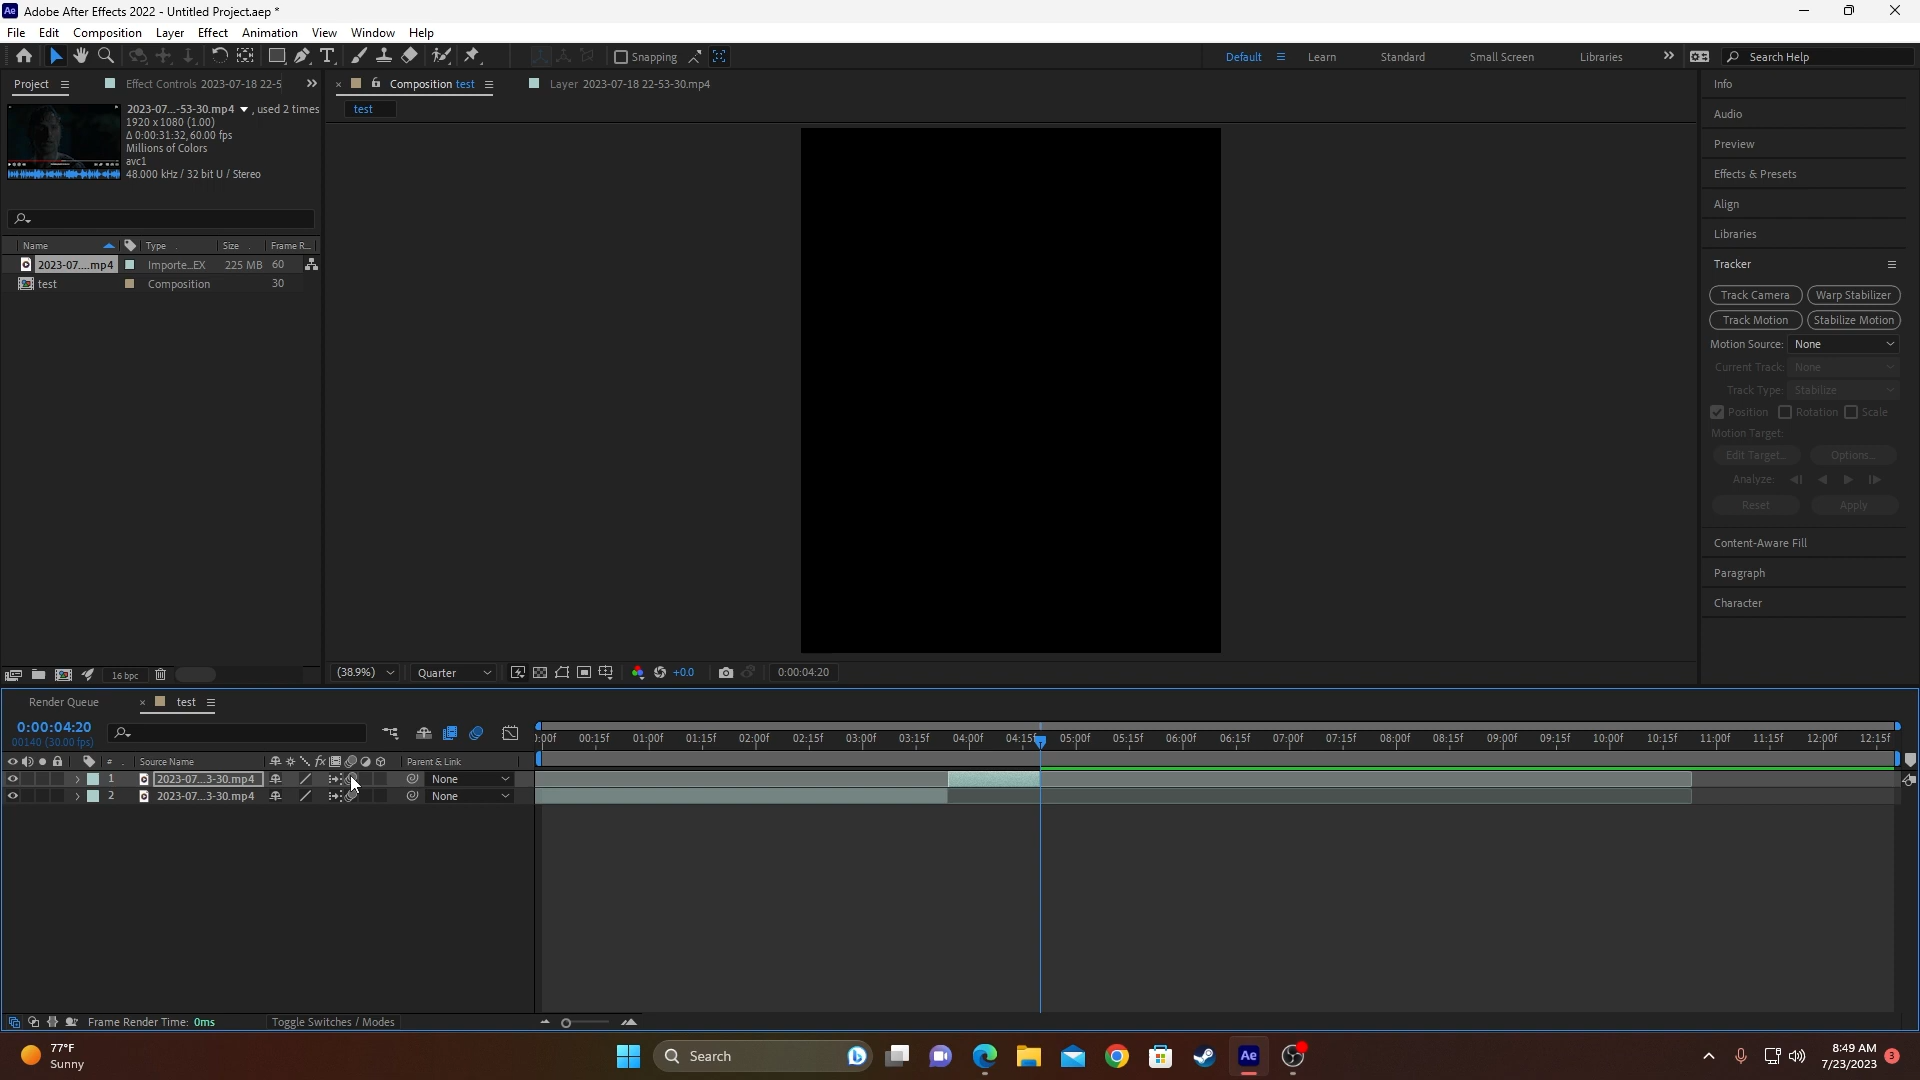 Ae Adobe After Effects 2022 - Untitled Project.aep *
File Edit Composition Layer Effect Animation View Window Help
Snapping Default Learn Standard Small Screen Libraries Search Help
Project Effect Controls 2023-07-18 22-5 Composition test Layer 2023-07-18 22-53-30.mp4 Info
test
2023-07...-53-30.mp4 , used 2 times
1920 x 1080 (1.00)
Δ 0:00:31:32, 60.00 fps
Millions of Colors
avc1
48.000 kHz / 32 bit U / Stereo
Name Type Size Frame R...
2023-07....mp4 Importe...EX 225 MB 60
test Composition 30
Audio
Preview
Effects & Presets
Align
Libraries
Tracker
Track Camera Warp Stabilizer
Track Motion Stabilize Motion
Motion Source: None
Current Track: None
Track Type: Stabilize
Position Rotation Scale
Motion Target:
Edit Target... Options...
Analyze:
Reset Apply
Content-Aware Fill
Paragraph
Character
16 bpc (38.9%) Quarter +0.0 0:00:04:20
Render Queue test
0:00:04:20
00140 (30.00 fps)
):00f 00:15f 01:00f 01:15f 02:00f 02:15f 03:00f 03:15f 04:00f 04:15f 05:00f 05:15f 06:00f 06:15f 07:00f 07:15f 08:00f 08:15f 09:00f 09:15f 10:00f 10:15f 11:00f 11:15f 12:00f 12:15f
# Source Name fx Parent & Link
1 2023-07...3-30.mp4 None
2 2023-07...3-30.mp4 None
Frame Render Time: 0ms Toggle Switches / Modes
77°F
Sunny
Search
Ae
8:49 AM
7/23/2023
3